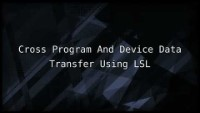 Cross Program And Device Data
Transfer Using LSL